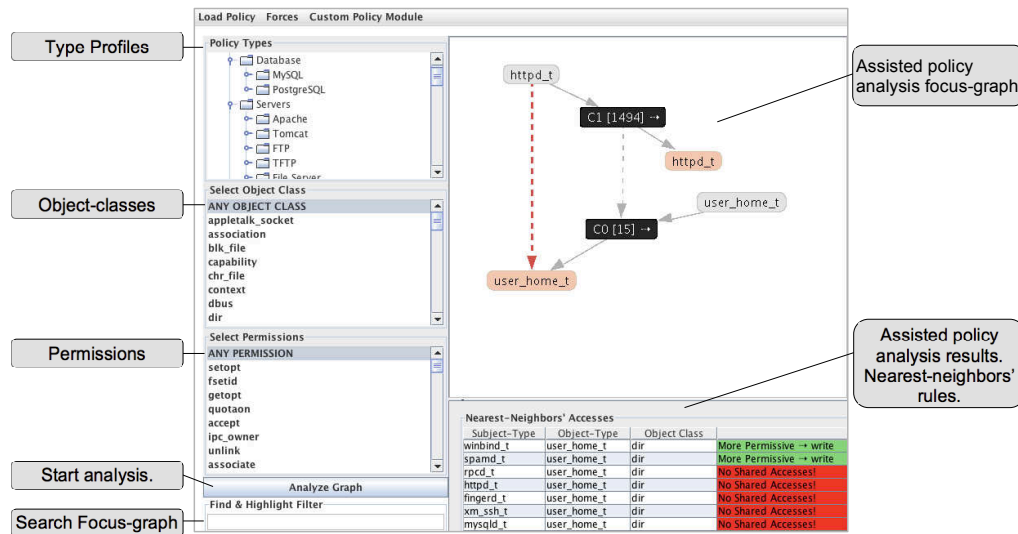 Load Policy Forces Custom Policy Module
Type Profiles
Policy Types
Database
MySQL
PostgreSQL
Servers
Apache
Tomcat
FTP
TFTP
File Server
Object-classes
Select Object Class
ANY OBJECT CLASS
appletalk_socket
association
blk_file
capability
chr_file
context
dbus
dir
Permissions
Select Permissions
ANY PERMISSION
setopt
fsetid
getopt
quotaon
accept
ipc_owner
unlink
associate
Start analysis.
Analyze Graph
Search Focus-graph
Find & Highlight Filter
httpd_t
C1 [1494] ⇢
httpd_t
user_home_t
C0 [15] ⇢
user_home_t
Assisted policy
analysis focus-graph
Assisted policy
analysis results.
Nearest-neighbors'
rules.
Nearest-Neighbors' Accesses
Subject-Type Object-Type Object Class
winbind_t user_home_t dir More Permissive → write
spamd_t user_home_t dir More Permissive → write
rpcd_t user_home_t dir No Shared Accesses!
httpd_t user_home_t dir No Shared Accesses!
fingerd_t user_home_t dir No Shared Accesses!
xm_ssh_t user_home_t dir No Shared Accesses!
mysqld_t user_home_t dir No Shared Accesses!